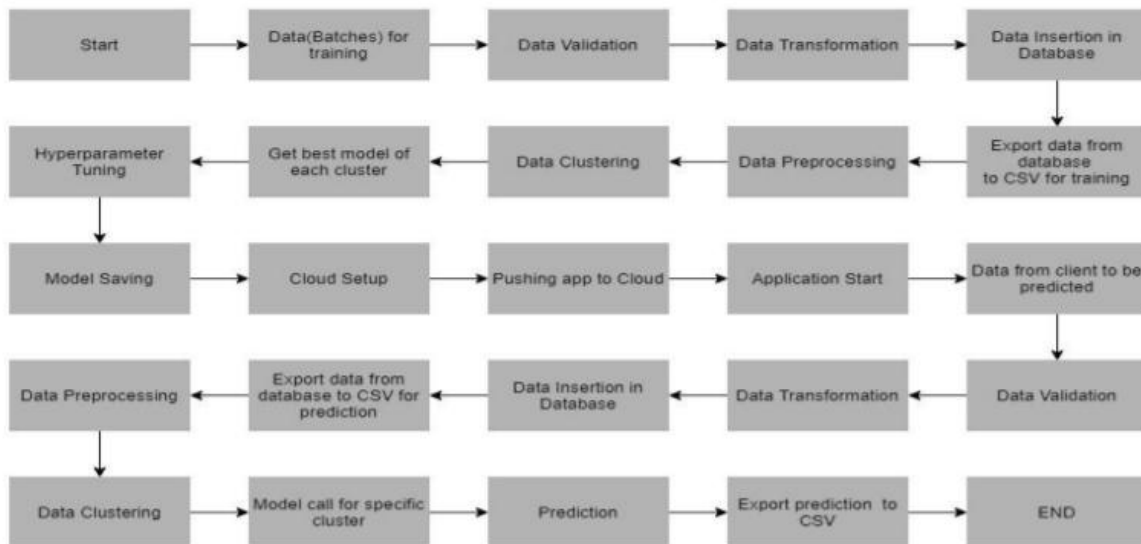 Start
Data(Batches) for
training
Data Validation
Data Transformation
Data Insertion in
Database
Hyperparameter
Tuning
Get best model of
each cluster
Data Clustering
Data Preprocessing
Export data from
database
to CSV for training
Model Saving
Cloud Setup
Pushing app to Cloud
Application Start
Data from client to be
predicted
Data Preprocessing
Export data from
database to CSV for
prediction
Data Insertion in
Database
Data Transformation
Data Validation
Data Clustering
Model call for specific
cluster
Prediction
Export prediction to
CSV
END